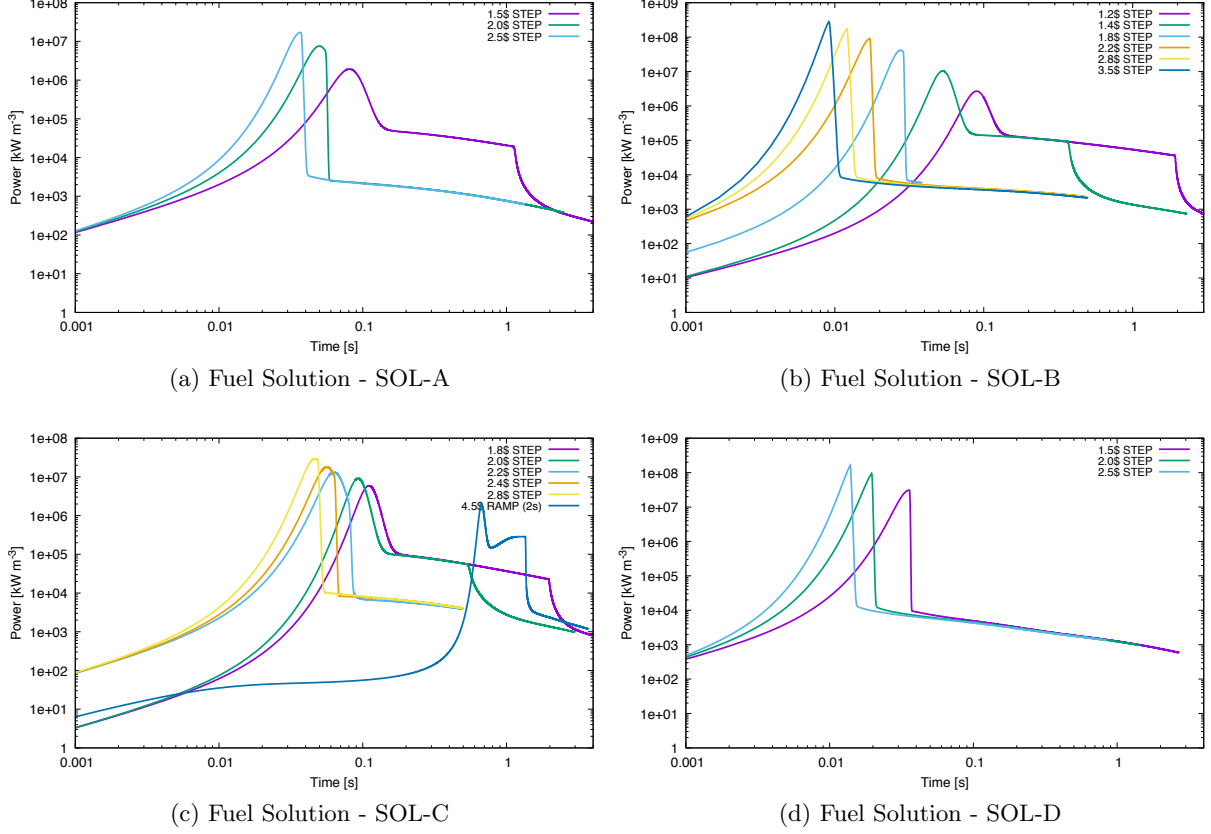 1e+08
1e+07
1e+06
1e+05
1e+04
1e+03
1e+02
1e+01
1
Power [kW m-3]
0.001 0.01 0.1 1
Time [s]
1.5$ STEP
2.0$ STEP
2.5$ STEP
(a) Fuel Solution - SOL-A
1e+09
1e+08
1e+07
1e+06
1e+05
1e+04
1e+03
1e+02
1e+01
1
Power [kW m-3]
0.001 0.01 0.1 1
Time [s]
1.2$ STEP
1.4$ STEP
1.8$ STEP
2.2$ STEP
2.8$ STEP
3.5$ STEP
(b) Fuel Solution - SOL-B
1e+08
1e+07
1e+06
1e+05
1e+04
1e+03
1e+02
1e+01
1
Power [kW m-3]
0.001 0.01 0.1 1
Time [s]
1.8$ STEP
2.0$ STEP
2.2$ STEP
2.4$ STEP
2.8$ STEP
4.5$ RAMP (2s)
(c) Fuel Solution - SOL-C
1e+09
1e+08
1e+07
1e+06
1e+05
1e+04
1e+03
1e+02
1e+01
1
Power [kW m-3]
0.001 0.01 0.1 1
Time [s]
1.5$ STEP
2.0$ STEP
2.5$ STEP
(d) Fuel Solution - SOL-D